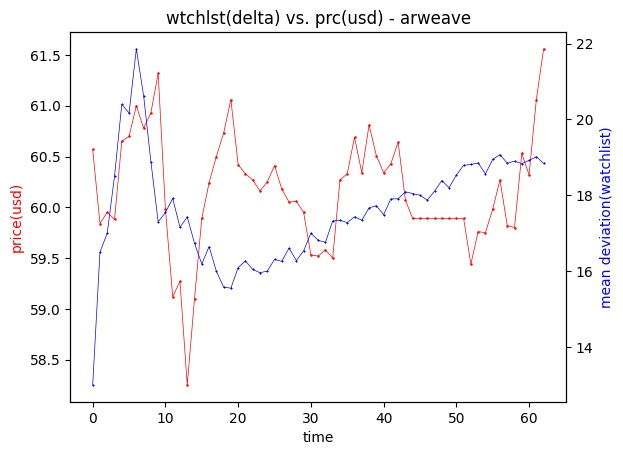 wtchlst(delta) vs. prc(usd) - arweave
61.5
61.0
60.5
60.0
59.5
59.0
58.5
price(usd)
22
20
18
16
14
mean deviation(watchlist)
0 10 20 30 40 50 60
time